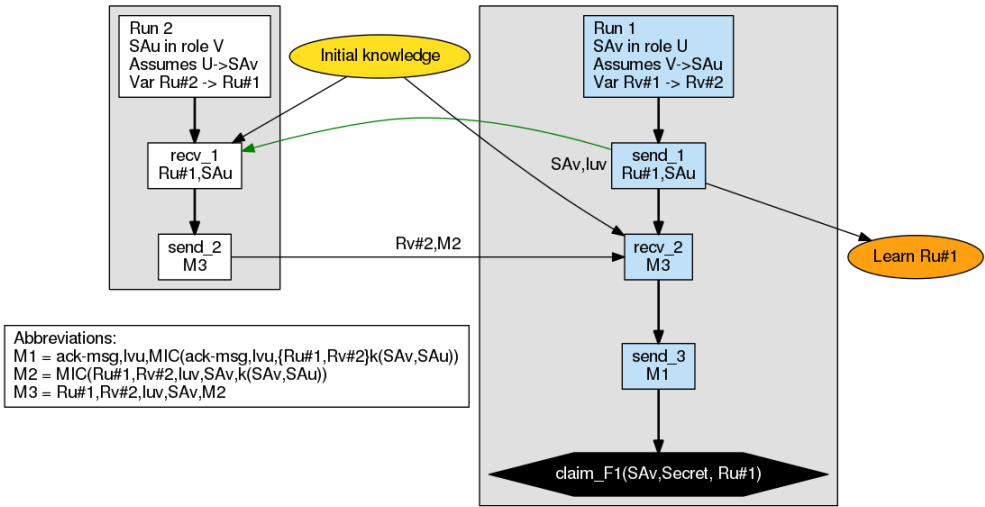 Run 2
SAu in role V
Assumes U->SAv
Var Ru#2 -> Ru#1
Initial knowledge
Run 1
SAv in role U
Assumes V->SAu
Var Rv#1 -> Rv#2
recv_1
Ru#1,SAu
SAv,Iuv
send_1
Ru#1,SAu
send_2
M3
Rv#2,M2
recv_2
M3
Learn Ru#1
Abbreviations:
M1 = ack-msg,Ivu,MIC(ack-msg,Ivu,{Ru#1,Rv#2}k(SAv,SAu))
M2 = MIC(Ru#1,Rv#2,Iuv,SAv,k(SAv,SAu))
M3 = Ru#1,Rv#2,Iuv,SAv,M2
send_3
M1
claim_F1(SAv,Secret, Ru#1)